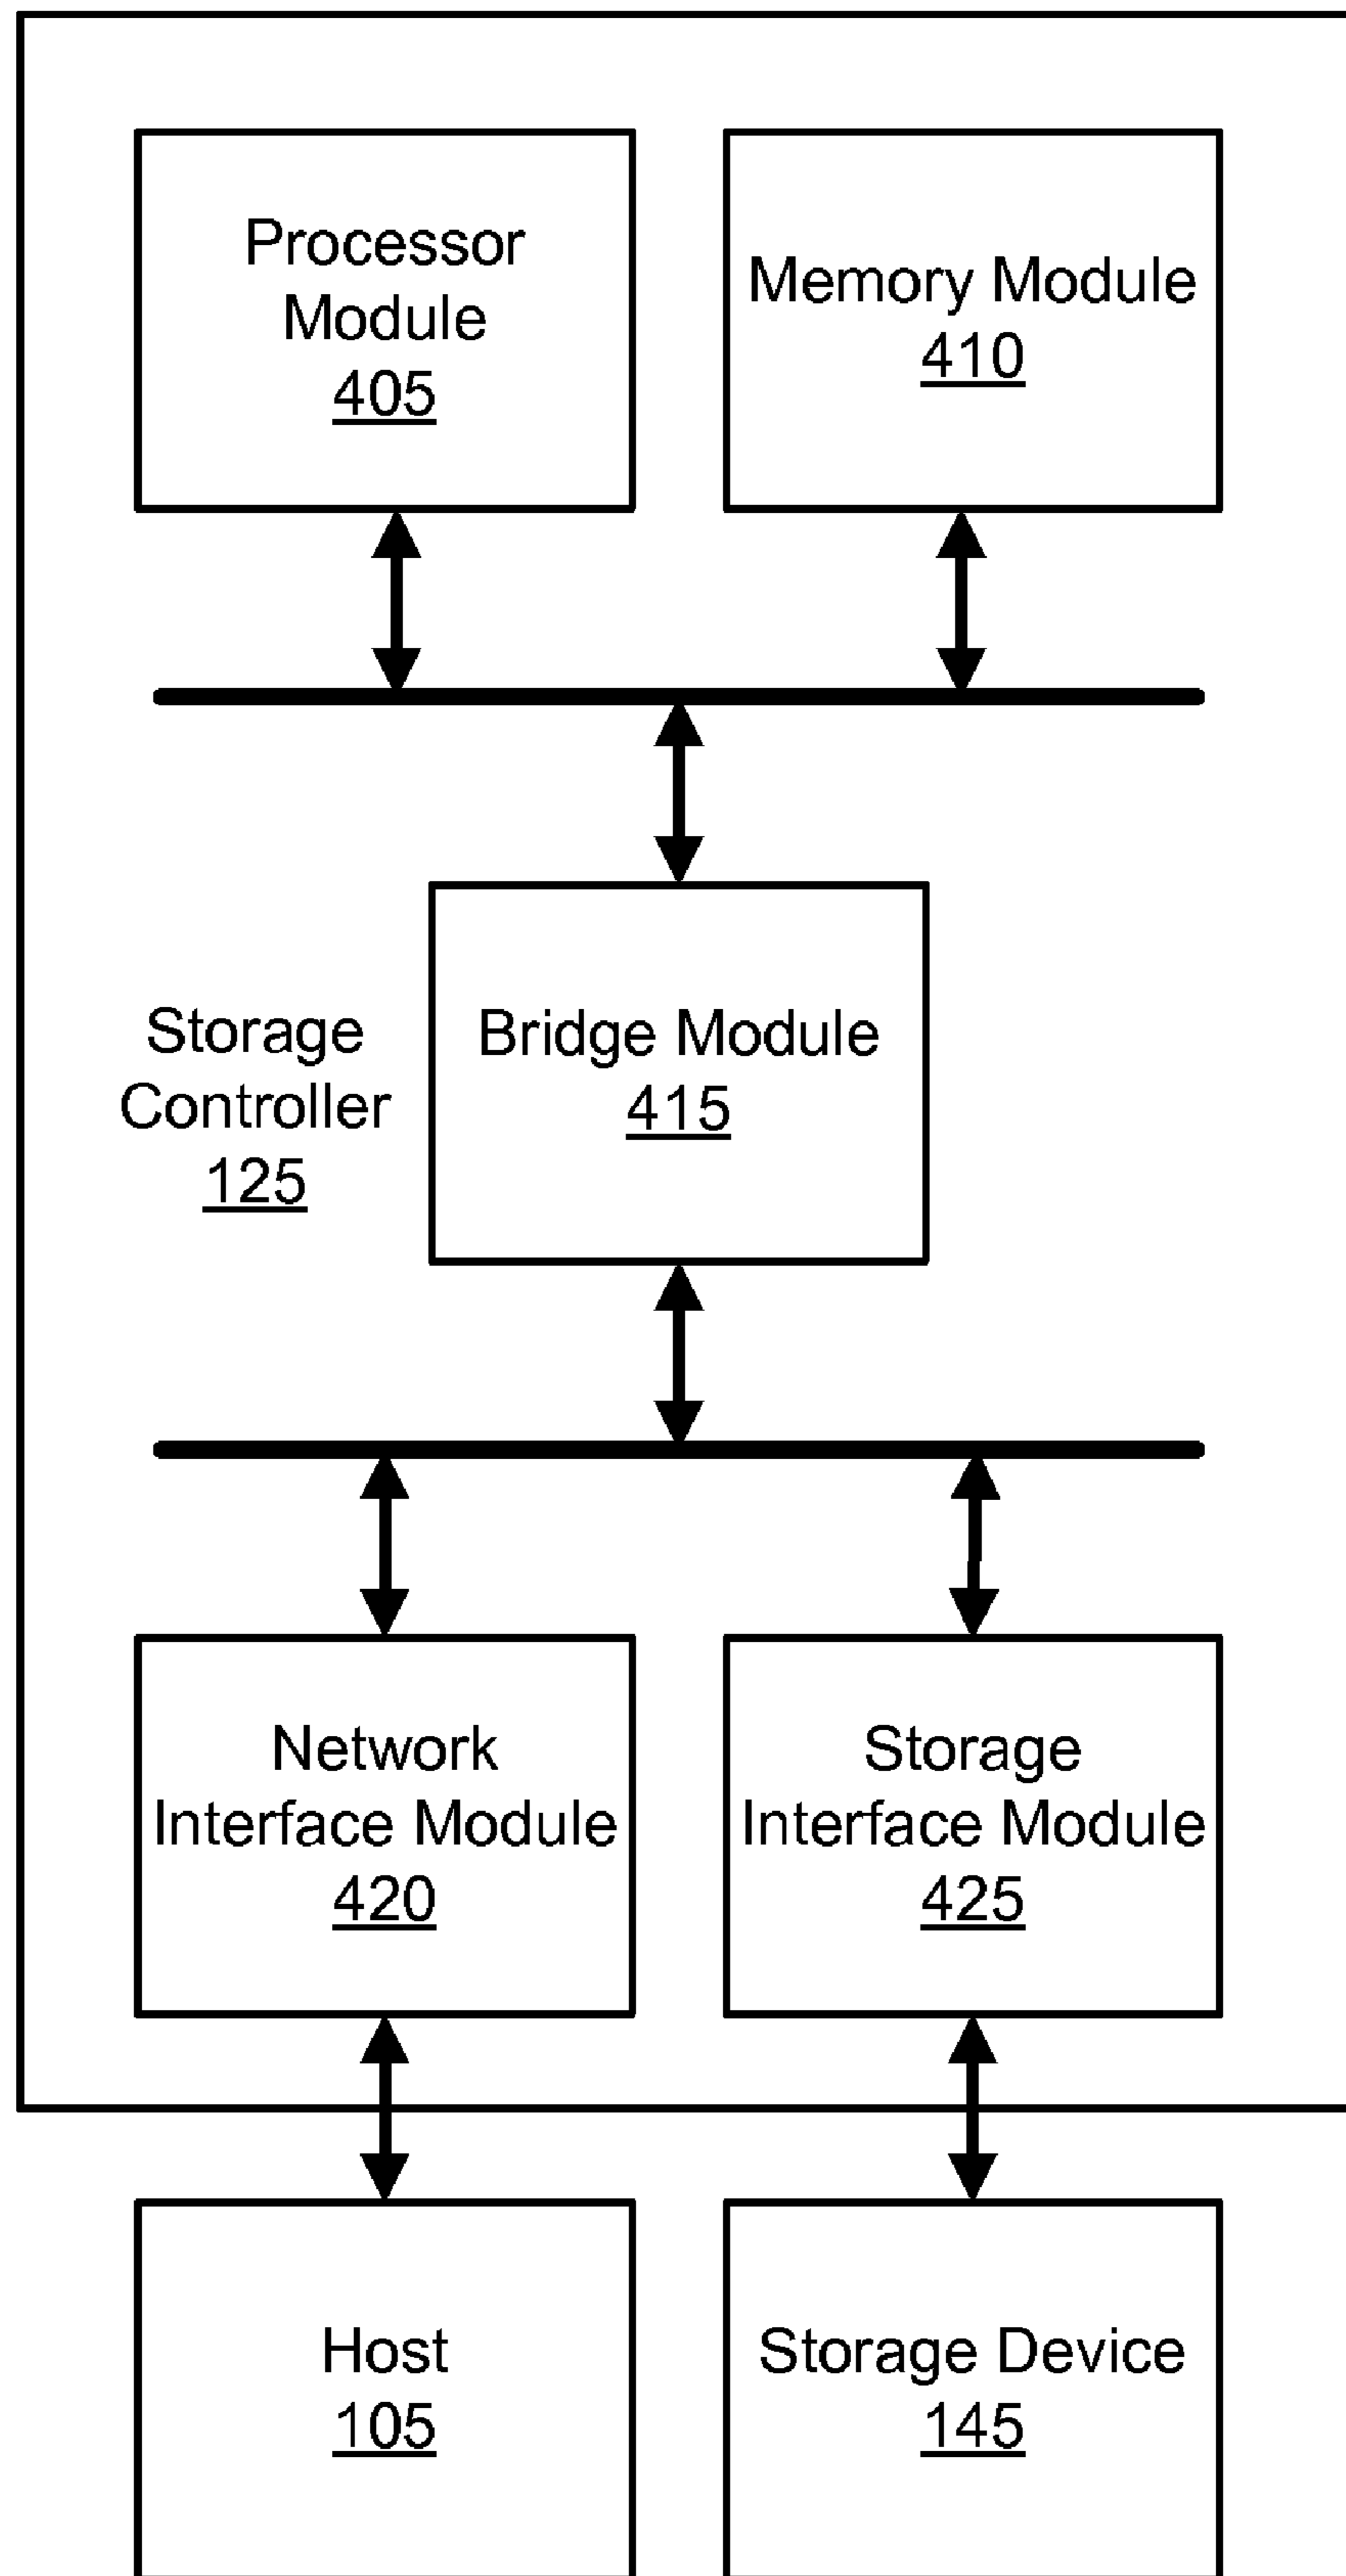 Processor
Module
405
Memory Module
410
Storage
Controller
125
Bridge Module
415
Network
Interface Module
420
Storage
Interface Module
425
Host
105
Storage Device
145